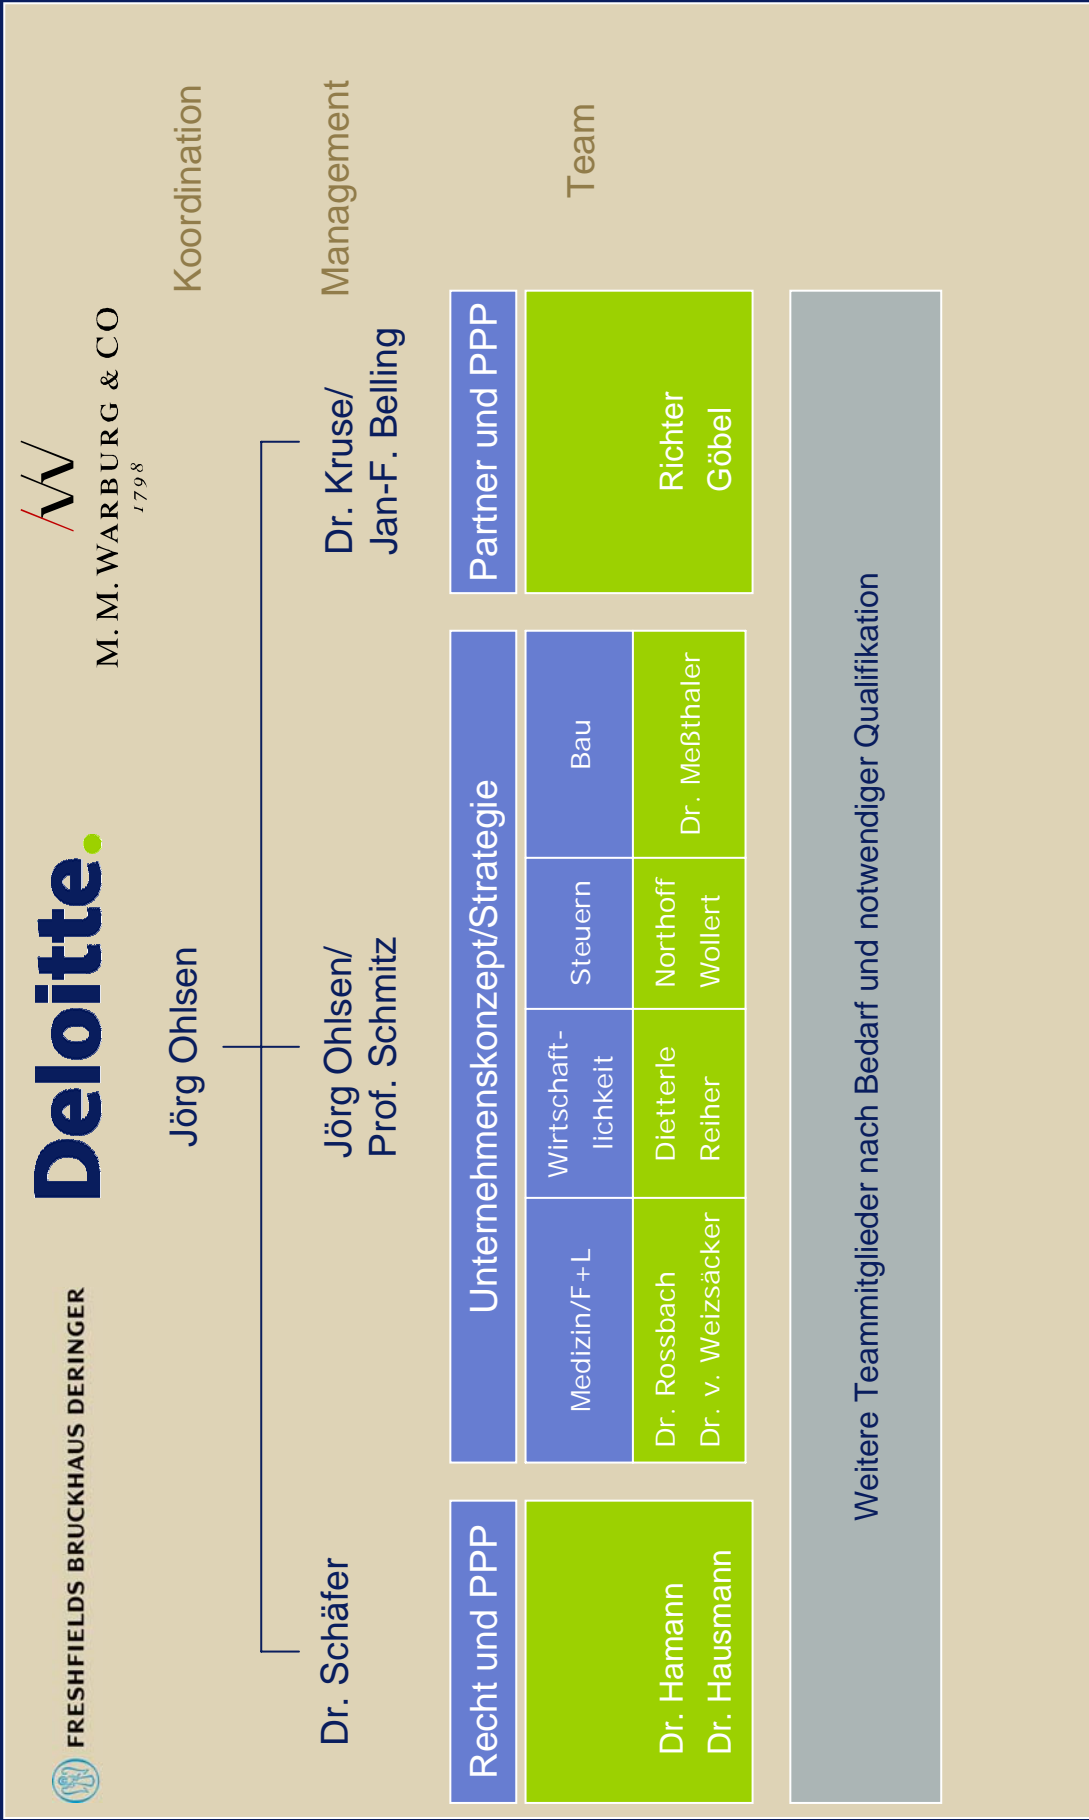 FRESHFIELDS BRUCKHAUS DERINGER
Deloitte.
M. M. WARBURG & CO
1798
Jörg Ohlsen
Koordination
Dr. Schäfer
Jörg Ohlsen/
Prof. Schmitz
Dr. Kruse/
Jan-F. Belling
Management
Recht und PPP
Unternehmenskonzept/Strategie
Partner und PPP
Medizin/F+L
Wirtschaft-
lichkeit
Steuern
Bau
Team
Dr. Hamann
Dr. Hausmann
Dr. Rossbach
Dr. v. Weizsäcker
Dietterle
Reiher
Northoff
Wollert
Dr. Meßthaler
Richter
Göbel
Weitere Teammitglieder nach Bedarf und notwendiger Qualifikation